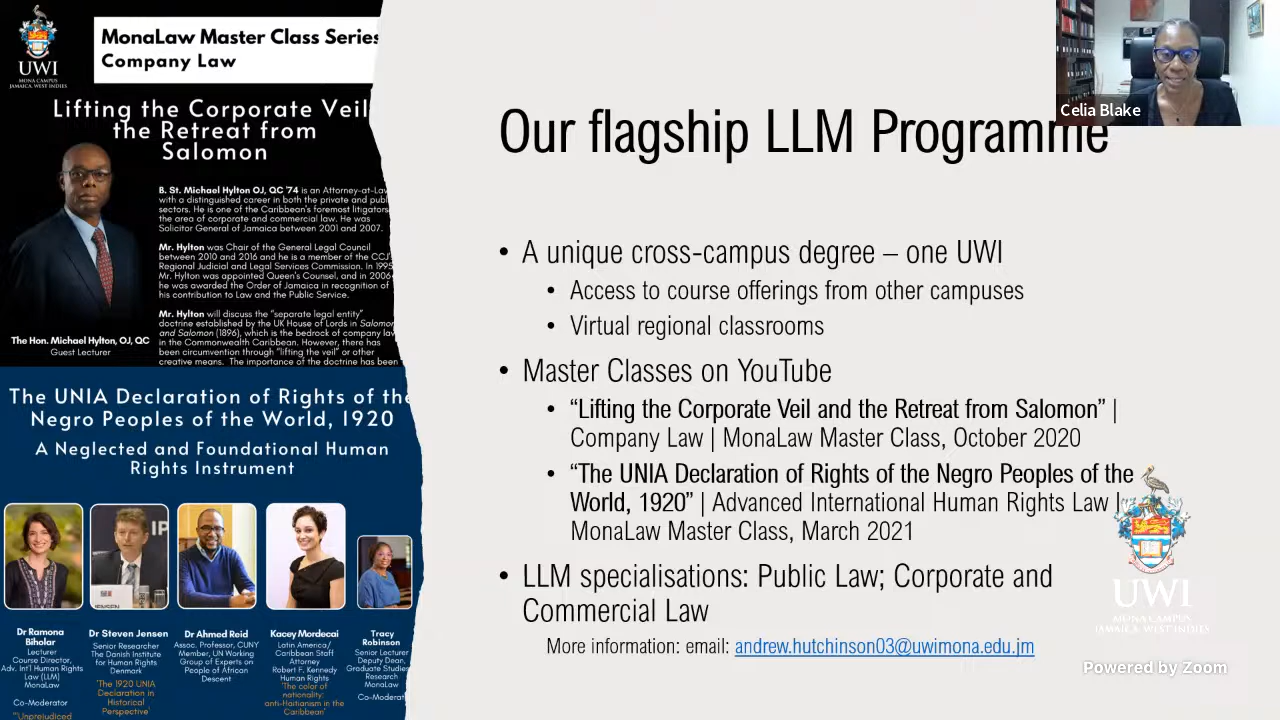 UWI
MONA CAMPUS
JAMAICA, WEST INDIES
MonaLaw Master Class Series
Company Law
Lifting the Corporate Veil
the Retreat from
Salomon
B. St. Michael Hylton OJ, QC '74 is an Attorney-at-Law
with a distinguished career in both the private and publ
sectors. He is one of the Caribbean's foremost litigators
the area of corporate and commercial law. He was
Solicitor General of Jamaica between 2001 and 2007.
Mr. Hylton was Chair of the General Legal Council
between 2010 and 2016 and he is a member of the CCJ'
Regional Judicial and Legal Services Commission. In 1995
Mr. Hylton was appointed Queen's Counsel, and in 2006
he was awarded the Order of Jamaica in recognition of
his contribution to Law and the Public Service.
Mr. Hylton will discuss the "separate legal entity"
doctrine established by the UK House of Lords in Salomon
and Salomon (1896), which is the bedrock of company law
in the Commonwealth Caribbean. However, there has
been circumvention through "lifting the veil" or other
creative means. The importance of the doctrine has been
The Hon. Michael Hylton, OJ, QC
Guest Lecturer
The UNIA Declaration of Rights of the
Negro Peoples of the World, 1920
A Neglected and Foundational Human
Rights Instrument
Dr Ramona
Biholar
Lecturer
Course Director,
Adv. Int'l Human Rights
Law (LLM)
MonaLaw
Co-Moderator
"'Unprejudiced
Dr Steven Jensen
Senior Researcher
The Danish Institute
for Human Rights
Denmark
'The 1920 UNIA
Declaration in
Historical
Perspective'
Dr Ahmed Reid
Assoc. Professor, CUNY
Member, UN Working
Group of Experts on
People of African
Descent
Kacey Mordecai
Latin America/
Caribbean Staff
Attorney
Robert F. Kennedy
Human Rights
'The color of
nationality:
anti-Haitianism in the
Caribbean'
Tracy
Robinson
Senior Lecturer
Deputy Dean,
Graduate Studies
Research
MonaLaw
Co-Moderat
Our flagship LLM Programme
• A unique cross-campus degree – one UWI
• Access to course offerings from other campuses
• Virtual regional classrooms
• Master Classes on YouTube
• “Lifting the Corporate Veil and the Retreat from Salomon” |
Company Law | MonaLaw Master Class, October 2020
• “The UNIA Declaration of Rights of the Negro Peoples of the
World, 1920” | Advanced International Human Rights Law |
MonaLaw Master Class, March 2021
• LLM specialisations: Public Law; Corporate and
Commercial Law
More information: email: andrew.hutchinson03@uwimona.edu.jm
Celia Blake
UWI
MONA CAMPUS
JAMAICA, WEST INDIES
Powered by Zoom